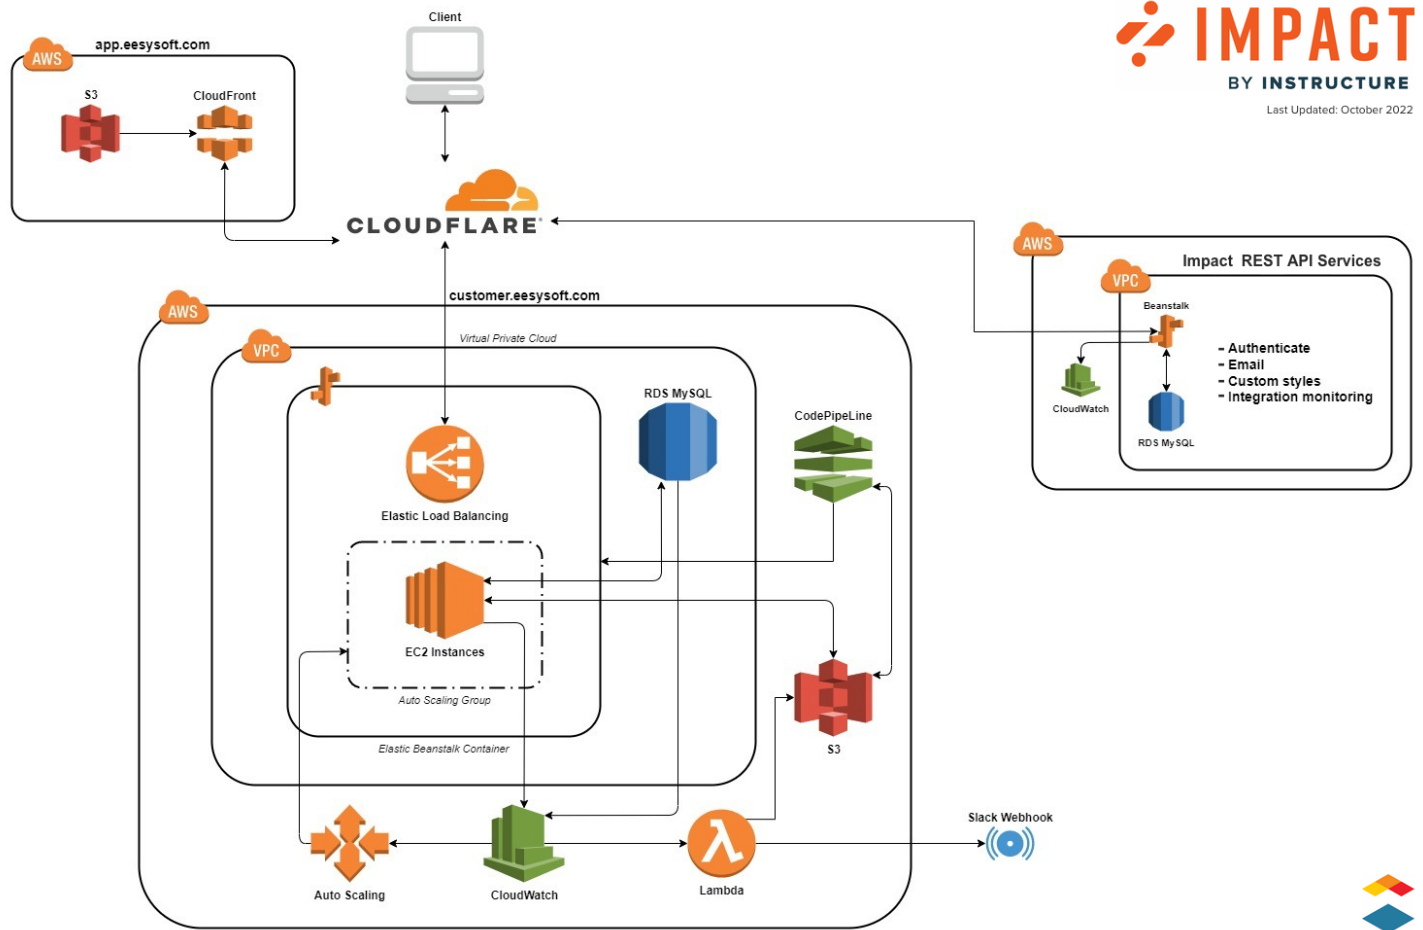 Client
IMPACT
BY INSTRUCTURE
Last Updated: October 2022
AWS
app.eesysoft.com
S3
CloudFront
CLOUDFLARE
AWS
Impact REST API Services
VPC
Beanstalk
- Authenticate
- Email
- Custom styles
- Integration monitoring
CloudWatch
RDS MySQL
AWS
customer.eesysoft.com
Virtual Private Cloud
VPC
RDS MySQL
CodePipeLine
Elastic Load Balancing
EC2 Instances
Auto Scaling Group
Elastic Beanstalk Container
S3
Auto Scaling
CloudWatch
λ
Lambda
Slack Webhook